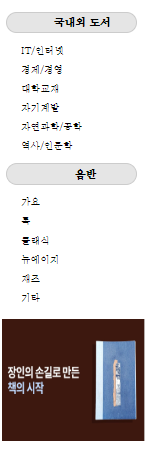 국내외 도서
IT/인터넷
경제/경영
대학교재
자기계발
자연과학/공학
역사/인문학
음반
가요
록
클래식
뉴에이지
재즈
기타
장인의 손길로 만든
책의 시작